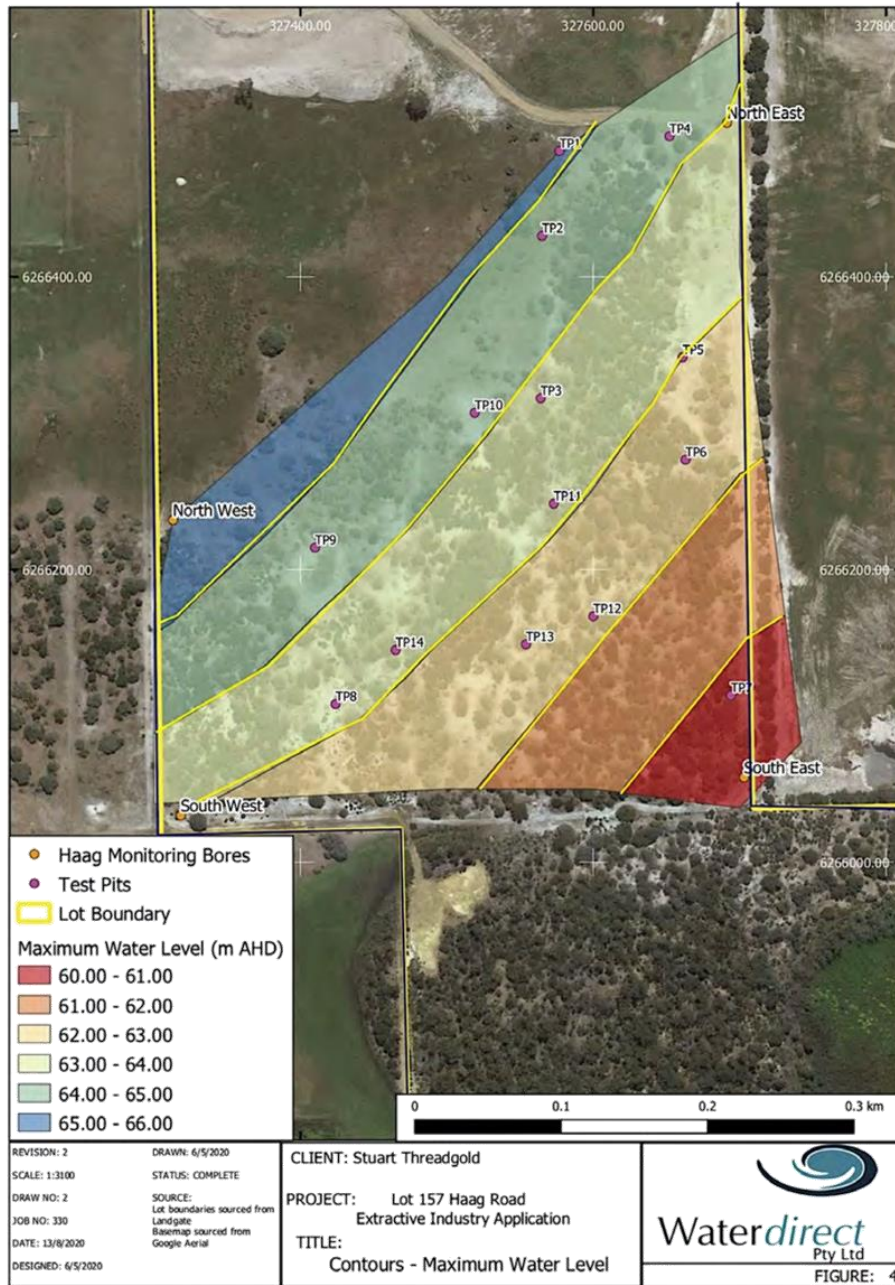 327400.00
327600.00
327800
North East
TP1
TP4
TP2
6266400.00
6266400.00
TP5
TP3
TP10
TP6
TP11
North West
TP9
6266200.00
6266200.00
TP12
TP13
TP14
TP7
TP8
South East
South West
6266000.00
Haag Monitoring Bores
Test Pits
Lot Boundary
Maximum Water Level (m AHD)
60.00 - 61.00
61.00 - 62.00
62.00 - 63.00
63.00 - 64.00
64.00 - 65.00
65.00 - 66.00
0 0.1 0.2 0.3 km
REVISION: 2
SCALE: 1:3100
DRAW NO: 2
JOB NO: 330
DATE: 13/8/2020
DESIGNED: 6/5/2020
DRAWN: 6/5/2020
STATUS: COMPLETE
SOURCE:
Lot boundaries sourced from
Landgate
Basemap sourced from
Google Aerial
CLIENT: Stuart Threadgold
PROJECT: Lot 157 Haag Road
Extractive Industry Application
TITLE:
Contours - Maximum Water Level
Waterdirect
Pty Ltd
FIGURE: